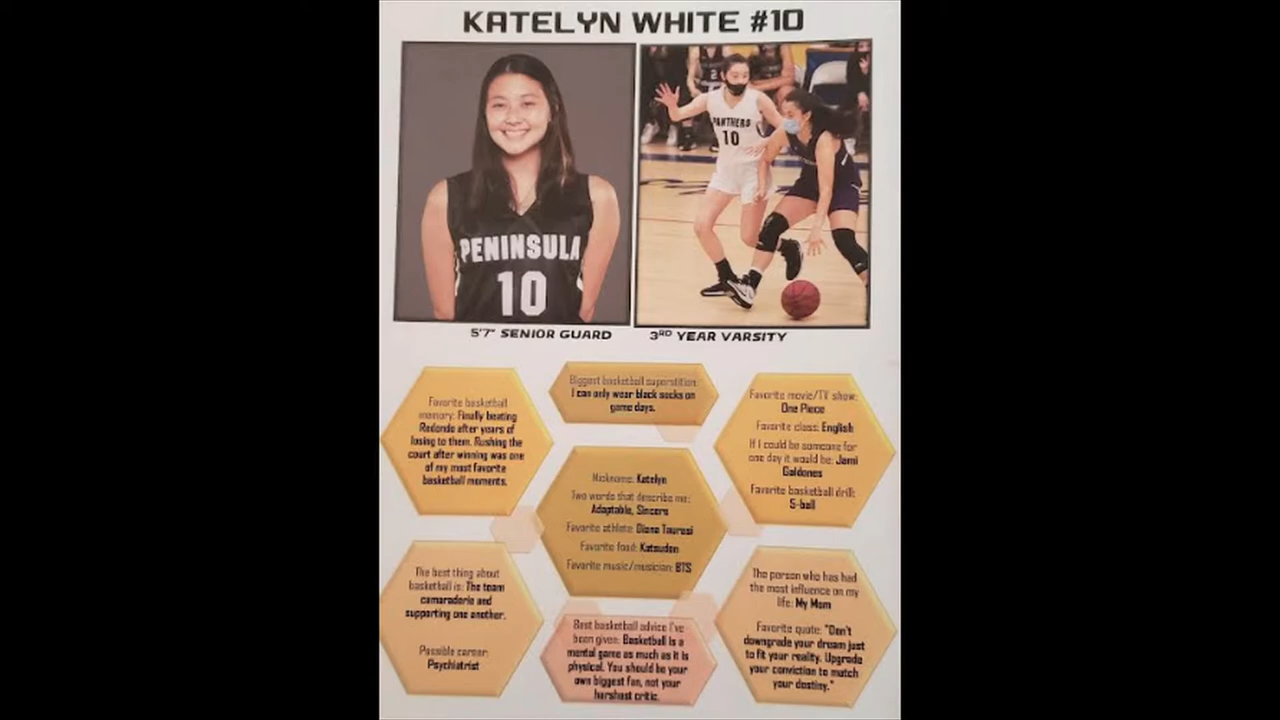 KATELYN WHITE #10
PANTHERS
10
PENINSULA
10
5'7" SENIOR GUARD
3RD YEAR VARSITY
Favorite basketball
memory: Finally beating
Redondo after years of
losing to them. Rushing the
court after winning was one
of my most favorite
basketball moments.
Biggest basketball superstition:
I can only wear black socks on
game days.
Favorite movie/TV show:
One Piece
Favorite class: English
If I could be someone for
one day it would be: Jami
Galdones
Favorite basketball drill:
5-ball
Nickname: Katelyn
Two words that describe me:
Adaptable, Sincere
Favorite athlete: Diana Taurasi
Favorite food: Katsudon
Favorite music/musician: BTS
The best thing about
basketball is: The team
camaraderie and
supporting one another.
Possible career:
Psychiatrist
Best basketball advice I've
been given: Basketball is a
mental game as much as it is
physical. You should be your
own biggest fan, not your
harshest critic.
The person who has had
the most influence on my
life: My Mom
Favorite quote: "Don't
downgrade your dream just
to fit your reality. Upgrade
your conviction to match
your destiny."